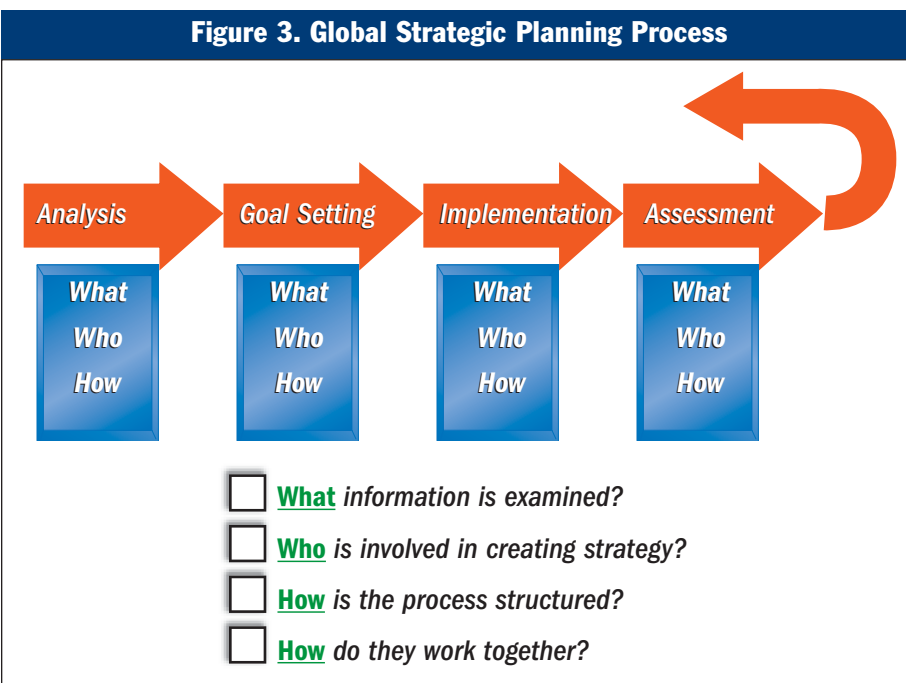 Figure 3. Global Strategic Planning Process
Analysis
Goal Setting
Implementation
Assessment
What
Who
How
What
Who
How
What
Who
How
What
Who
How
What information is examined?
Who is involved in creating strategy?
How is the process structured?
How do they work together?